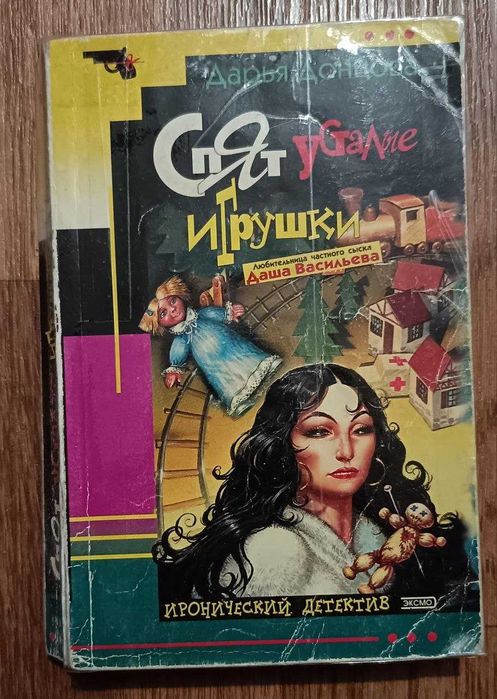 Дарья Донцова
Спят усталые
игрушки
Любительница частного сыска
Даша Васильева
ИРОНИЧЕСКИЙ ДЕТЕКТИВ
ЭКСМО